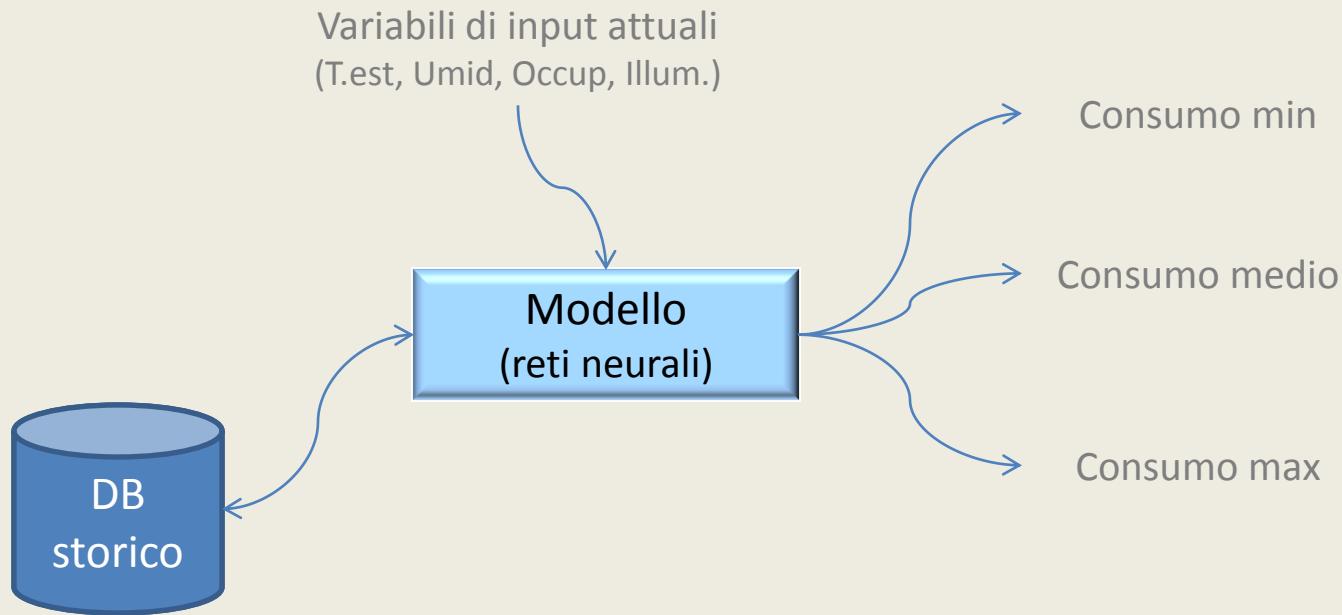 Variabili di input attuali
(T.est, Umid, Occup, Illum.)
Consumo min
Consumo medio
Modello
(reti neurali)
Consumo max
DB
storico